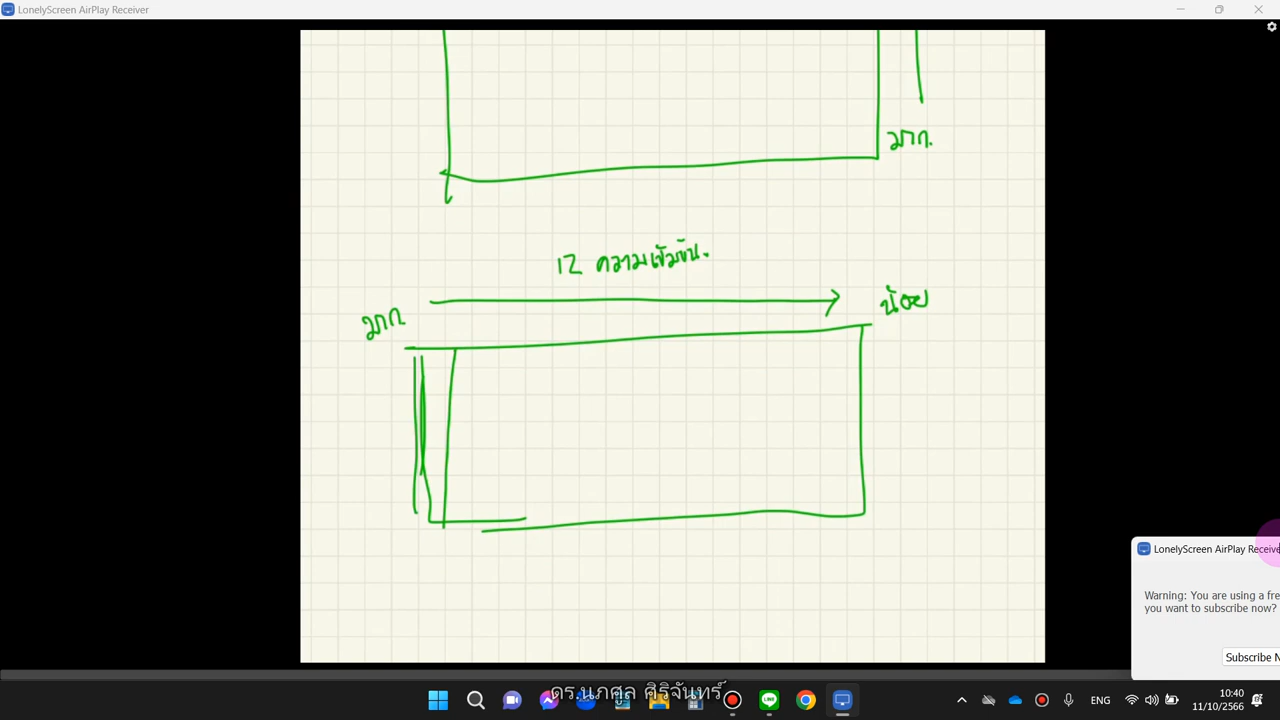 LonelyScreen AirPlay Receiver
มาก.
12 ความเข้มข้น.
น้อย
มาก
LonelyScreen AirPlay Receive
Warning: You are using a fre
you want to subscribe now?
Subscribe N
ดร.นภศูล ศิริจันทร์
ENG
10:40
11/10/2566